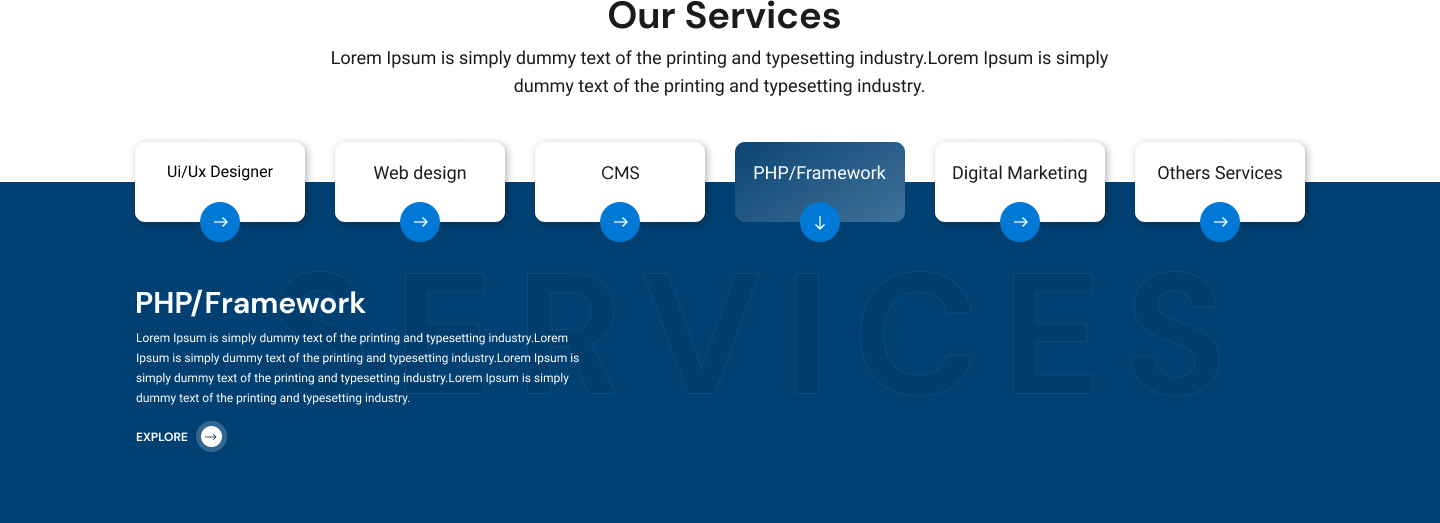 Our Services
Lorem Ipsum is simply dummy text of the printing and typesetting industry.Lorem Ipsum is simply
dummy text of the printing and typesetting industry.
Ui/Ux Designer
Web design
CMS
PHP/Framework
Digital Marketing
Others Services
SERVICES
PHP/Framework
Lorem Ipsum is simply dummy text of the printing and typesetting industry.Lorem
Ipsum is simply dummy text of the printing and typesetting industry.Lorem Ipsum is
simply dummy text of the printing and typesetting industry.Lorem Ipsum is simply
dummy text of the printing and typesetting industry.
EXPLORE